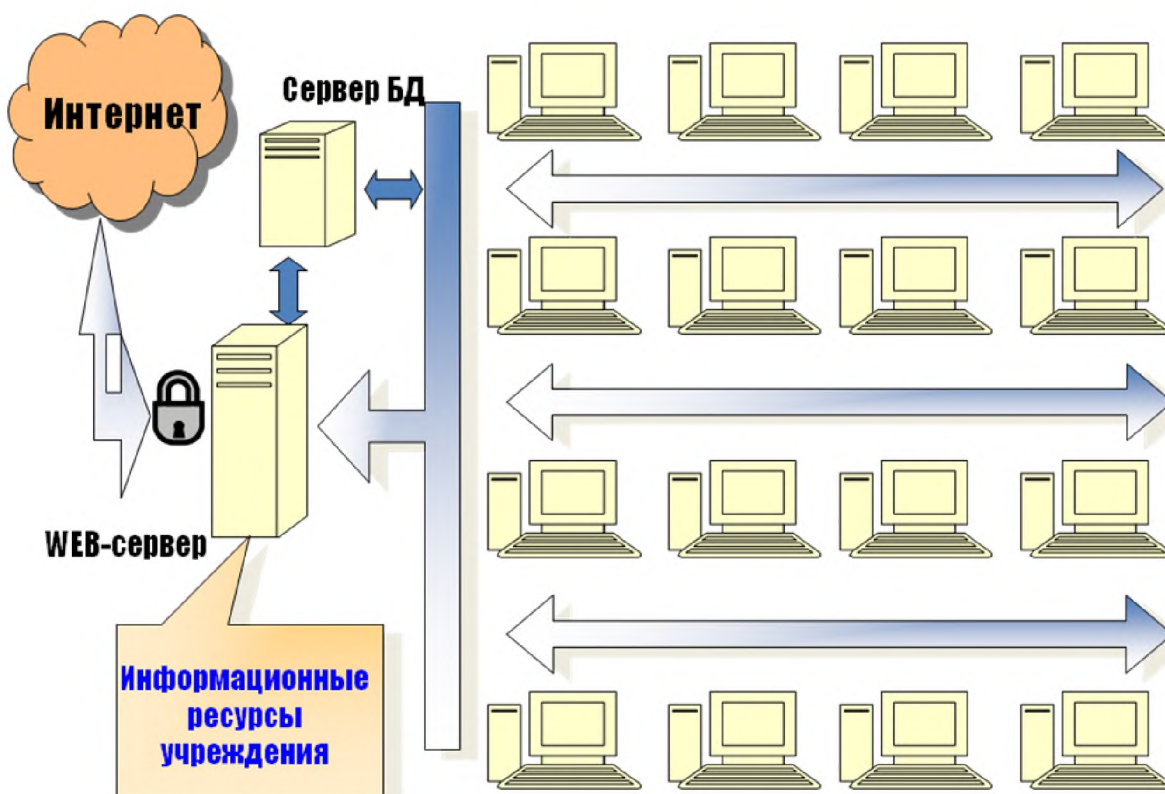 Интернет
Сервер БД
WEB-сервер
Информационные
ресурсы
учреждения